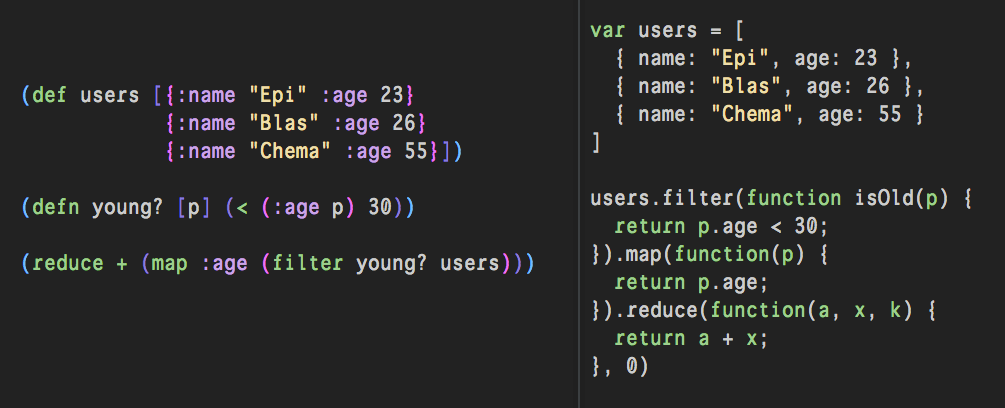 (def users [{:name "Epi" :age 23}
            {:name "Blas" :age 26}
            {:name "Chema" :age 55}])

(defn young? [p] (< (:age p) 30))

(reduce + (map :age (filter young? users)))

var users = [
  { name: "Epi", age: 23 },
  { name: "Blas", age: 26 },
  { name: "Chema", age: 55 }
]

users.filter(function isOld(p) {
  return p.age < 30;
}).map(function(p) {
  return p.age;
}).reduce(function(a, x, k) {
  return a + x;
}, 0)